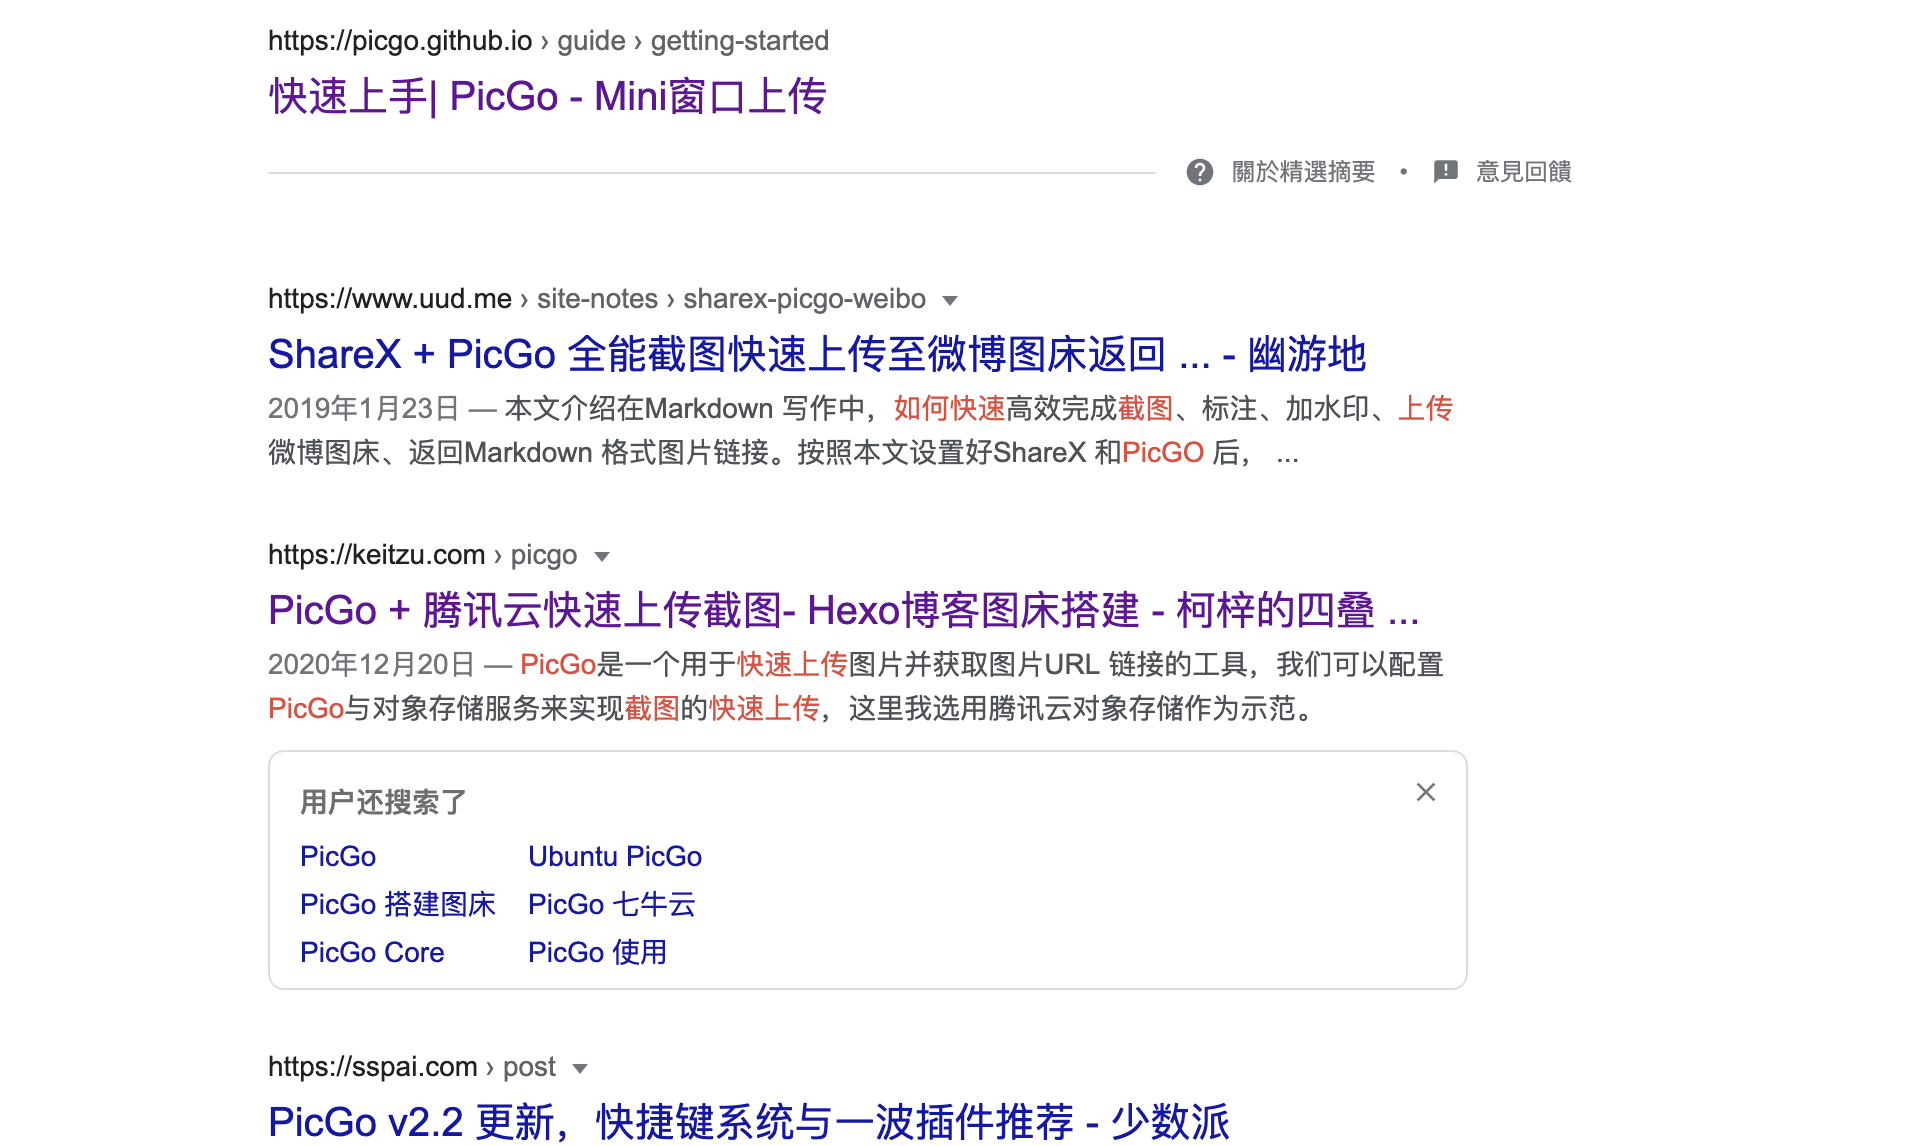 https://picgo.github.io › guide › getting-started
快速上手| PicGo - Mini窗口上传
關於精選摘要 • 意見回饋
https://www.uud.me › site-notes › sharex-picgo-weibo
ShareX + PicGo 全能截图快速上传至微博图床返回 ... - 幽游地
2019年1月23日 — 本文介绍在Markdown 写作中，如何快速高效完成截图、标注、加水印、上传
微博图床、返回Markdown 格式图片链接。按照本文设置好ShareX 和PicGO 后， ...
https://keitzu.com › picgo
PicGo + 腾讯云快速上传截图- Hexo博客图床搭建 - 柯梓的四叠 ...
2020年12月20日 — PicGo是一个用于快速上传图片并获取图片URL 链接的工具，我们可以配置
PicGo与对象存储服务来实现截图的快速上传，这里我选用腾讯云对象存储作为示范。
用户还搜索了
PicGo Ubuntu PicGo
PicGo 搭建图床 PicGo 七牛云
PicGo Core PicGo 使用
https://sspai.com › post
PicGo v2.2 更新，快捷键系统与一波插件推荐 - 少数派